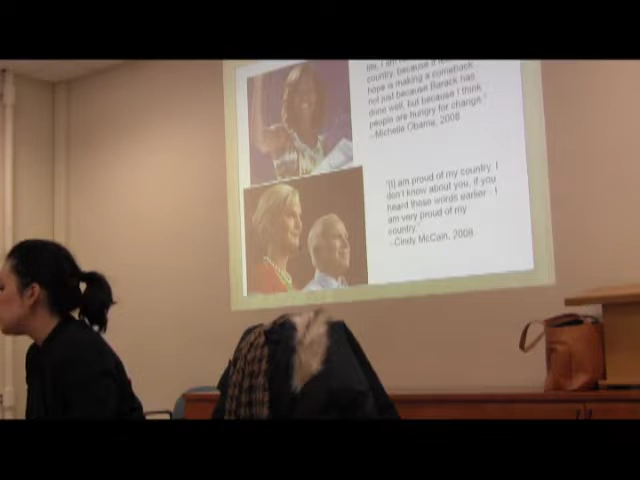 country, because it
hope is making a comeback
not just because Barack has
done well, but because I think
people are hungry for change."
--Michelle Obama, 2008
"[I] am proud of my country. I
don't know about you, if you
heard those words earlier - I
am very proud of my
country."
--Cindy McCain, 2008